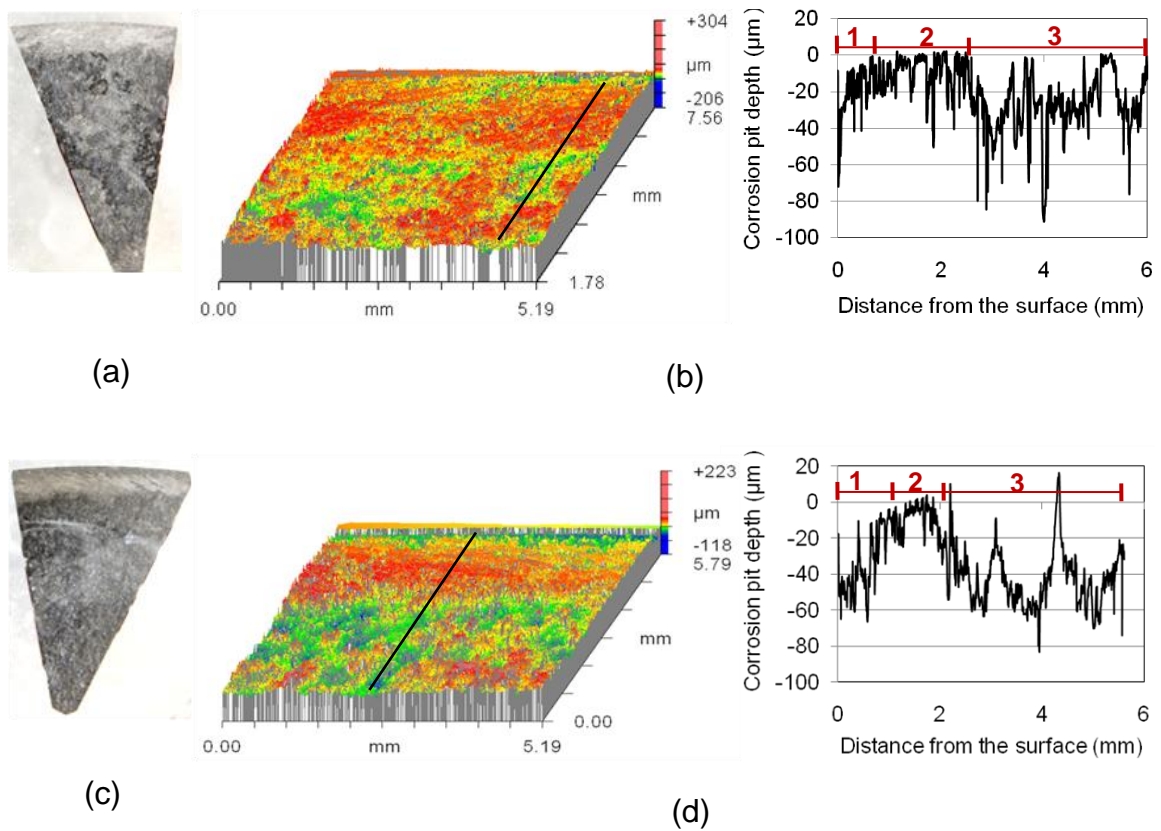 +304
µm
-206
7.56
mm
1.78
0.00
mm
5.19
Corrosion pit depth (µm)
20
0
-20
-40
-60
-80
-100
1
2
3
0
2
4
6
Distance from the surface (mm)
(a)
(b)
+223
µm
-118
5.79
mm
0.00
0.00
mm
5.19
Corrosion pit depth (µm )
20
0
-20
-40
-60
-80
-100
1
2
3
0
2
4
6
Distance from the surface (mm)
(c)
(d)